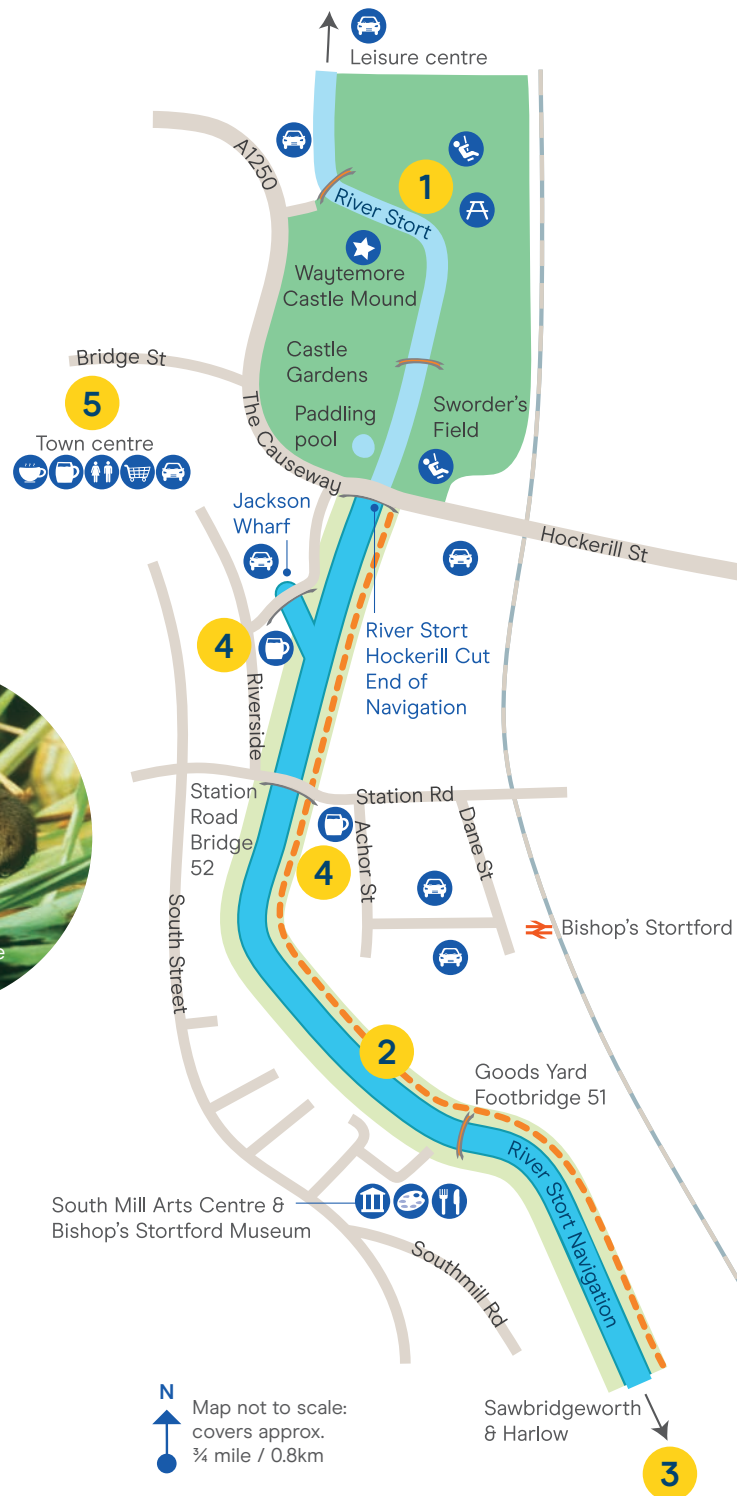 Leisure centre
A1250
1
River Stort
Waytemore
Castle Mound
Bridge St
Castle
Gardens
5
Town centre
The Causeway
Paddling
pool
Sworder's
Field
Jackson
Wharf
Hockerill St
4
River Stort
Hockerill Cut
End of
Navigation
Riverside
Station
Road
Bridge
52
Station Rd
Achor St
Dane St
4
South Street
Bishop's Stortford
e
2
Goods Yard
Footbridge 51
River Stort Navigation
South Mill Arts Centre &
Bishop's Stortford Museum
Southmill Rd
N
Map not to scale:
covers approx.
¾ mile / 0.8km
Sawbridgeworth
& Harlow
3